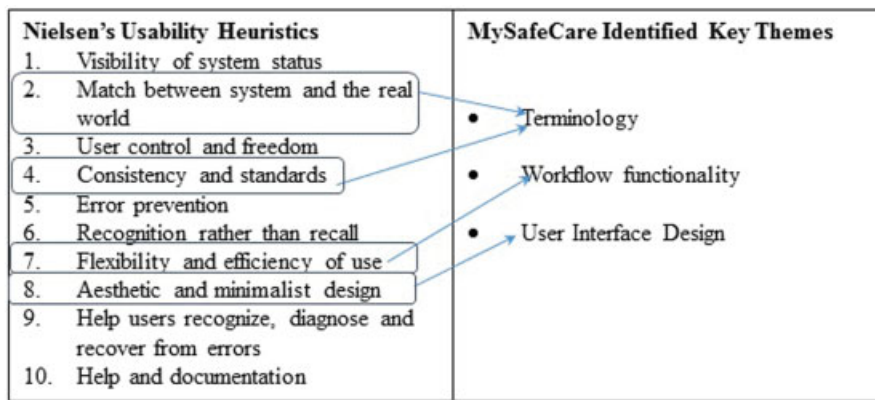 Nielsen's Usability Heuristics
1. Visibility of system status
2. Match between system and the real
world
3. User control and freedom
4. Consistency and standards
5. Error prevention
6. Recognition rather than recall
7. Flexibility and efficiency of use
8. Aesthetic and minimalist design
9. Help users recognize, diagnose and
recover from errors
10. Help and documentation
MySafeCare Identified Key Themes
• Terminology
• Workflow functionality
• User Interface Design